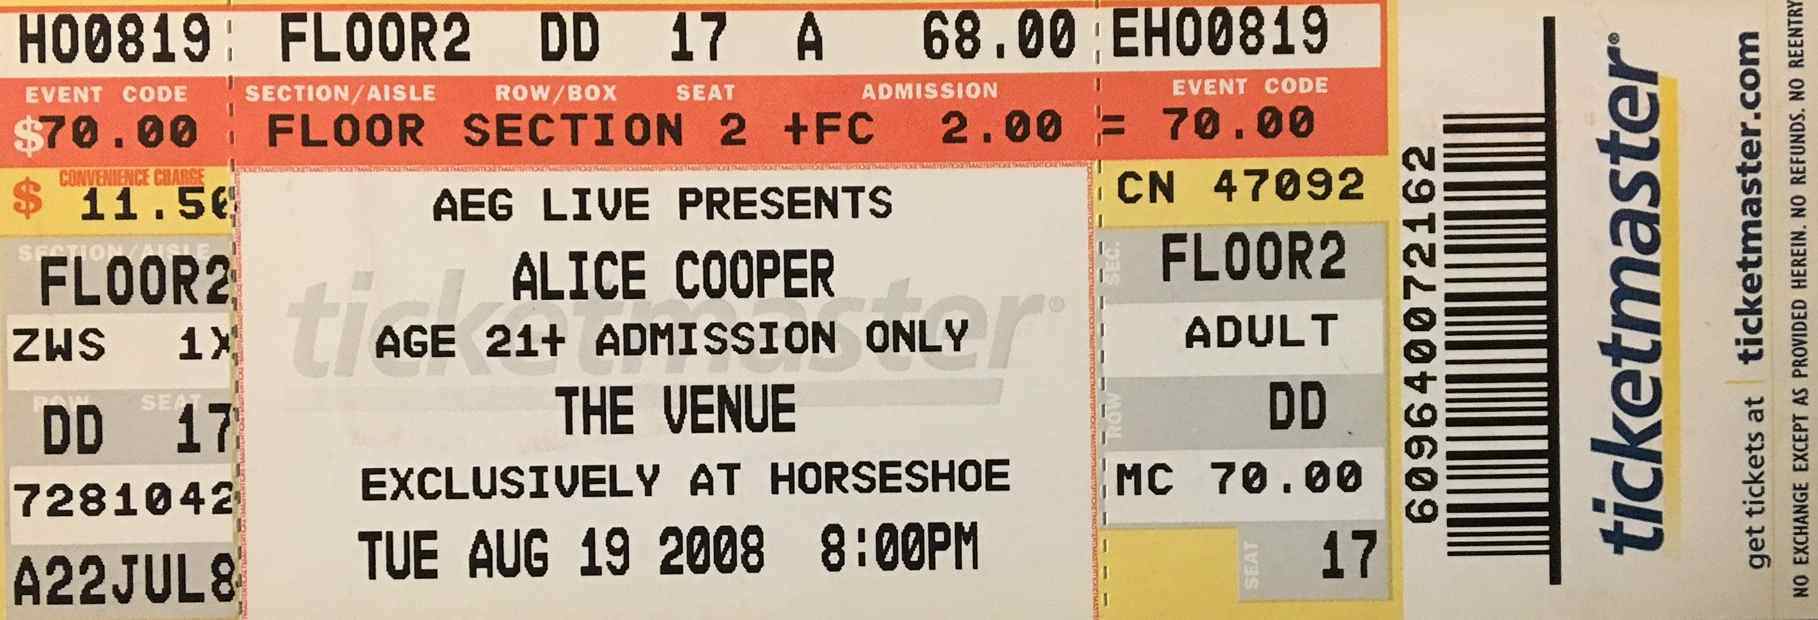 HO0819 FLOOR2 DD 17 A 68.00 EHO0819
EVENT CODE SECTION/AISLE ROW/BOX SEAT ADMISSION EVENT CODE
$70.00 FLOOR SECTION 2 +FC 2.00 = 70.00
CONVENIENCE CHARGE
$ 11.50
SECTION/AISLE
FLOOR2
ZWS 1X
ROW SEAT
DD 17
7281042
A22JUL8
AEG LIVE PRESENTS
ALICE COOPER
AGE 21+ ADMISSION ONLY
THE VENUE
EXCLUSIVELY AT HORSESHOE
TUE AUG 19 2008 8:00PM
ticketmaster®
CN 47092
SEC.
FLOOR2
ADULT
ROW
DD
MC 70.00
SEAT
17
609640072162
ticketmaster®
get tickets at | ticketmaster.com
NO EXCHANGE EXCEPT AS PROVIDED HEREIN. NO REFUNDS. NO REENTRY